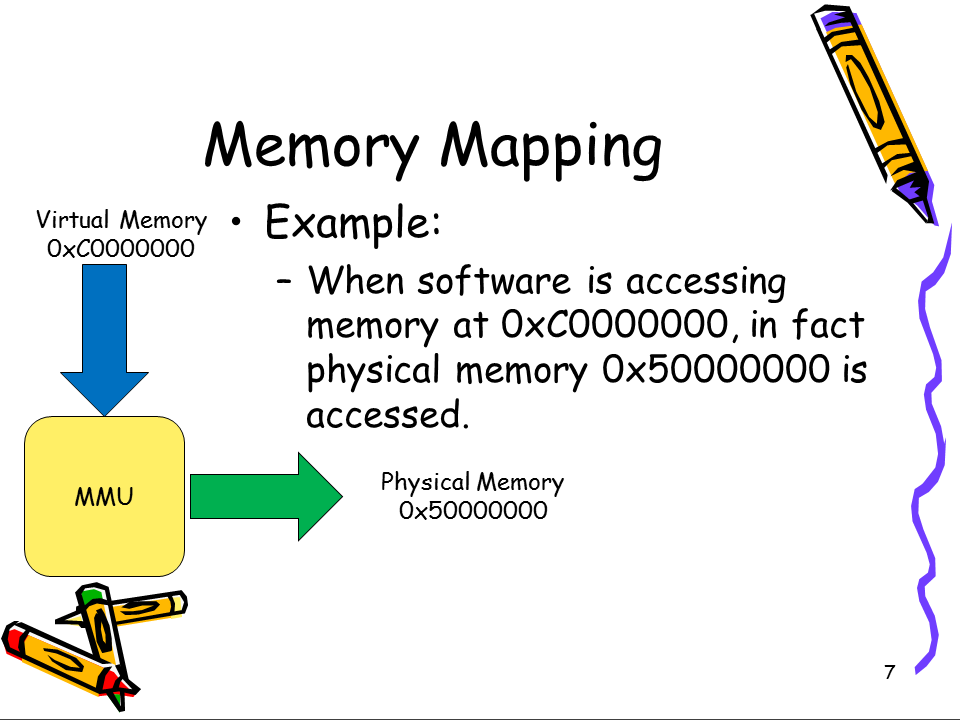 Memory Mapping
Virtual Memory
0xC0000000
• Example:
– When software is accessing
memory at 0xC0000000, in fact
physical memory 0x50000000 is
accessed.
MMU
Physical Memory
0x50000000
7